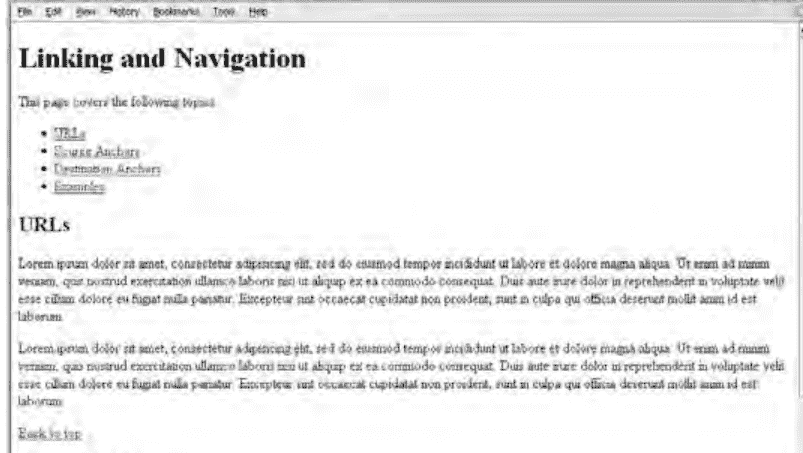 File Edit View History Bookmarks Tools Help
Linking and Navigation
This page covers the following topics
• URLs
• Source Anchors
• Destination Anchors
• Examples
URLs
Lorem ipsum dolor sit amet, consectetur adipisicing elit, sed do eiusmod tempor incididunt ut labore et dolore magna aliqua. Ut enim ad minim
veniam, quis nostrud exercitation ullamco laboris nisi ut aliquip ex ea commodo consequat. Duis aute irure dolor in reprehenderit in voluptate velit
esse cillum dolore eu fugiat nulla pariatur. Excepteur sint occaecat cupidatat non proident, sunt in culpa qui officia deserunt mollit anim id est
laborum.
Lorem ipsum dolor sit amet, consectetur adipisicing elit, sed do eiusmod tempor incididunt ut labore et dolore magna aliqua. Ut enim ad minim
veniam, quis nostrud exercitation ullamco laboris nisi ut aliquip ex ea commodo consequat. Duis aute irure dolor in reprehenderit in voluptate velit
esse cillum dolore eu fugiat nulla pariatur. Excepteur sint occaecat cupidatat non proident, sunt in culpa qui officia deserunt mollit anim id est
laborum.
Back to top